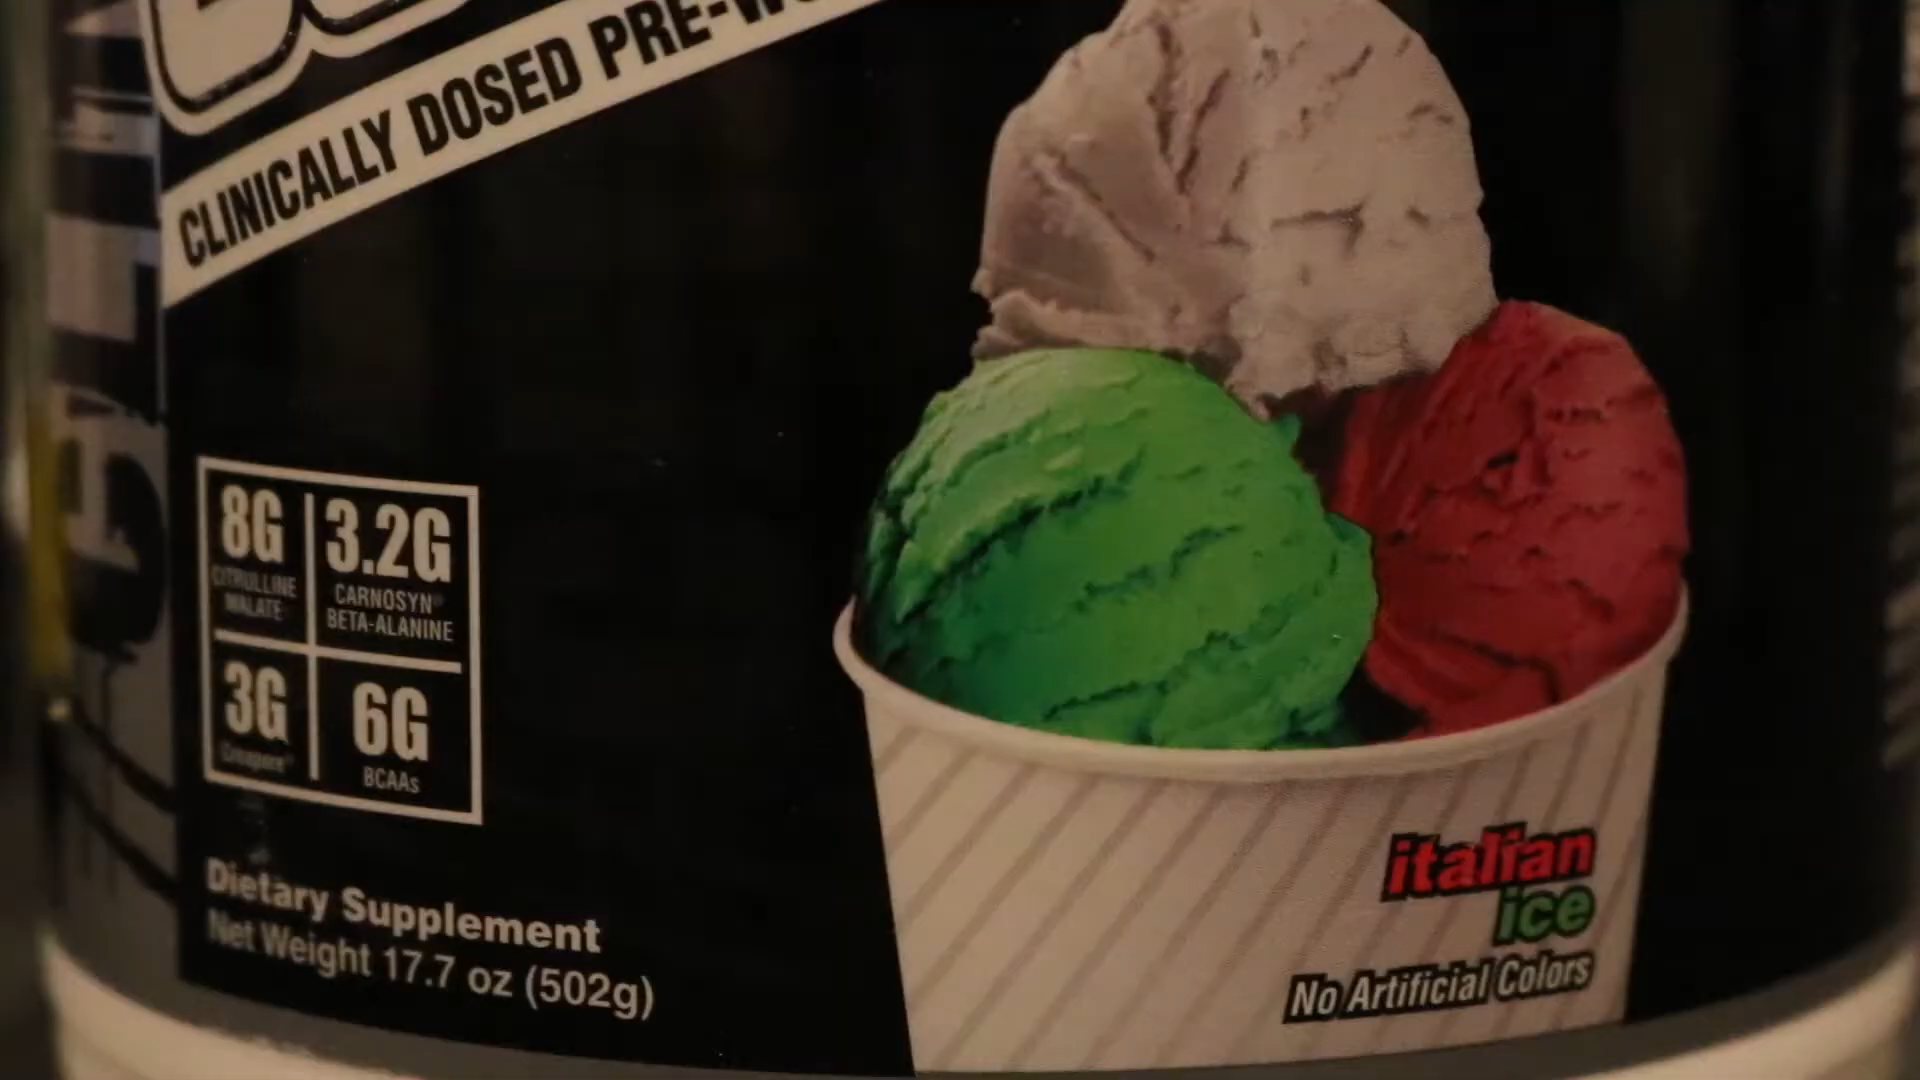 CLINICALLY DOSED
8G
CITRULLINE
MALATE
3.2G
CARNOSYN®
BETA-ALANINE
3G
Creapure®
6G
BCAAs
Dietary Supplement
Net Weight 17.7 oz (502g)
italian
ice
No Artificial Colors